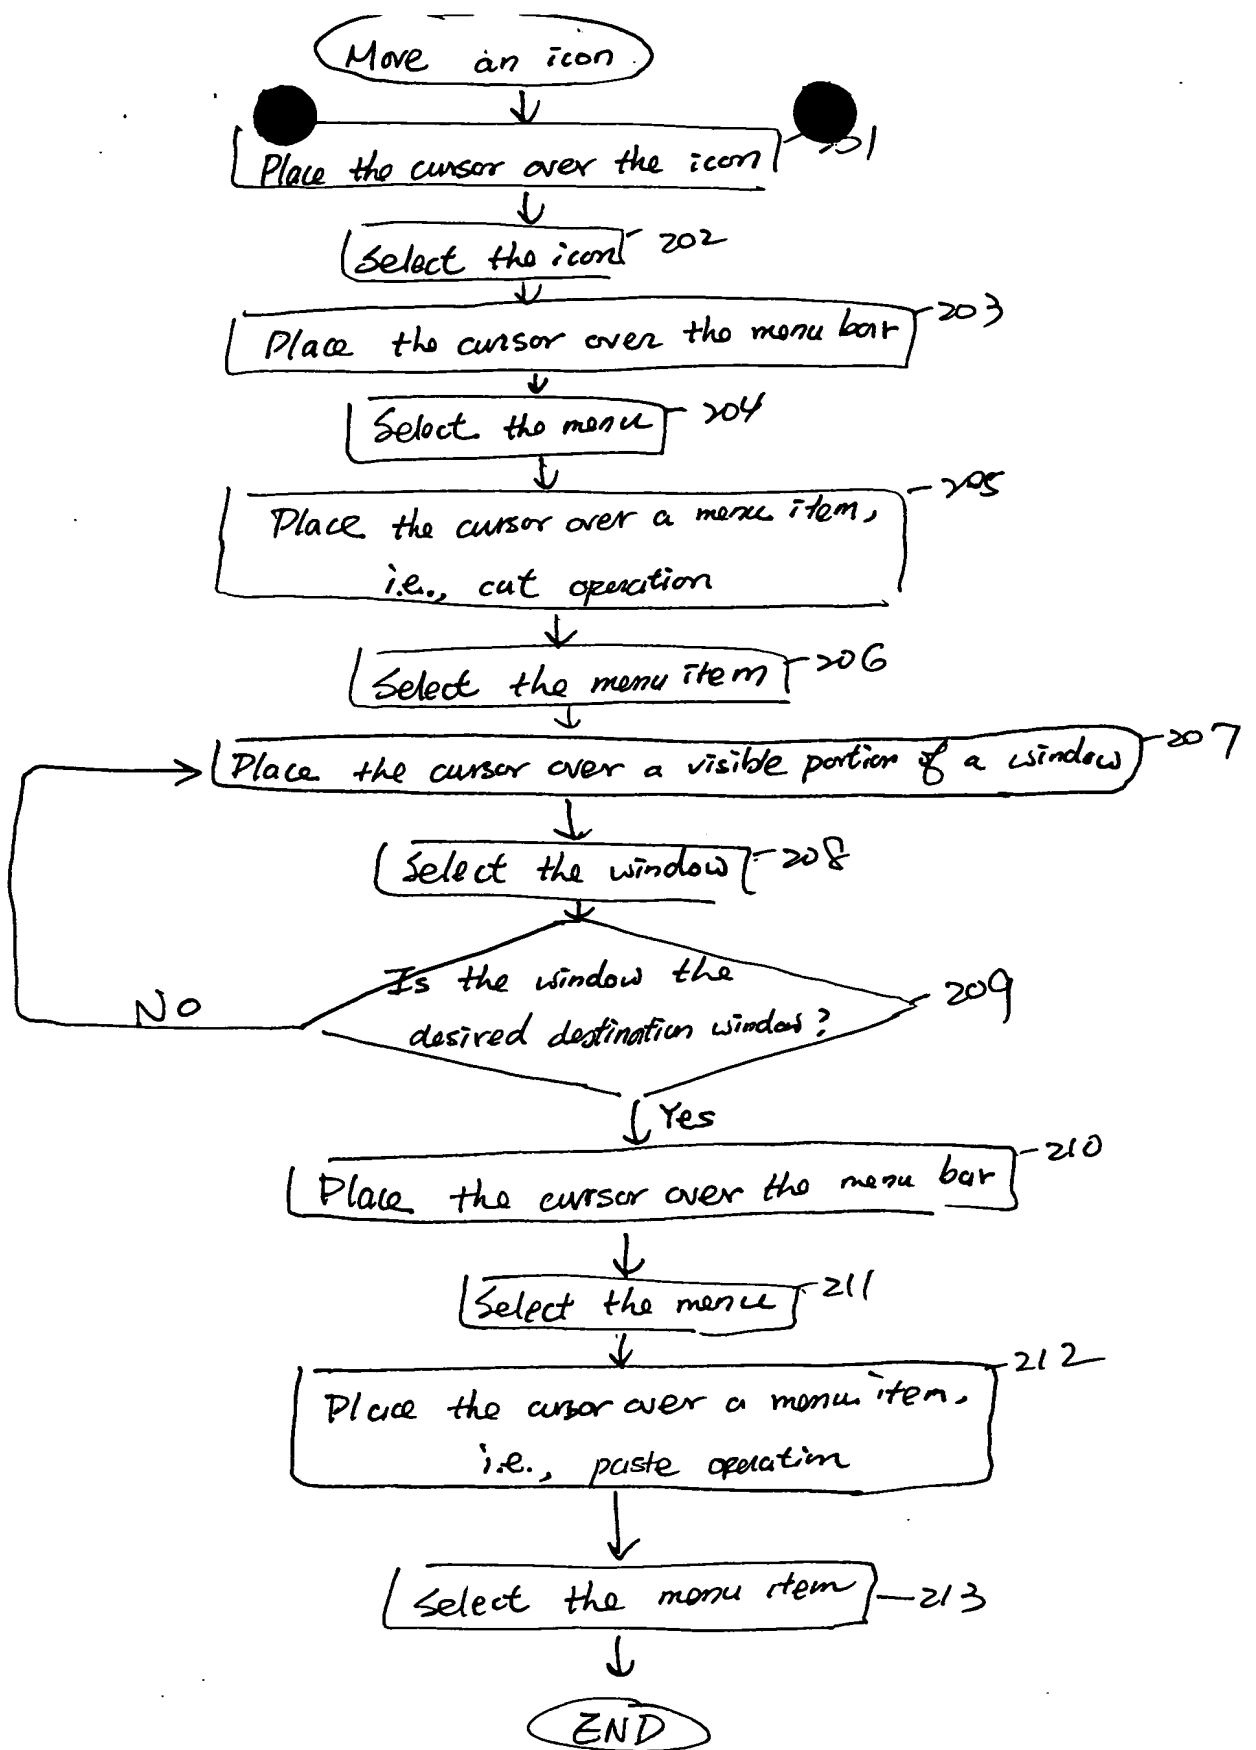 Move an icon
Place the cursor over the icon
201
Select the icon
202
Place the cursor over the menu bar
203
Select the menu
204
Place the cursor over a menu item,
i.e., cut operation
205
Select the menu item
206
Place the cursor over a visible portion of a window
207
Select the window
208
Is the window the
desired destination window?
209
No
Yes
Place the cursor over the menu bar
210
Select the menu
211
Place the cursor over a menu item,
i.e., paste operation
212
Select the menu item
213
END